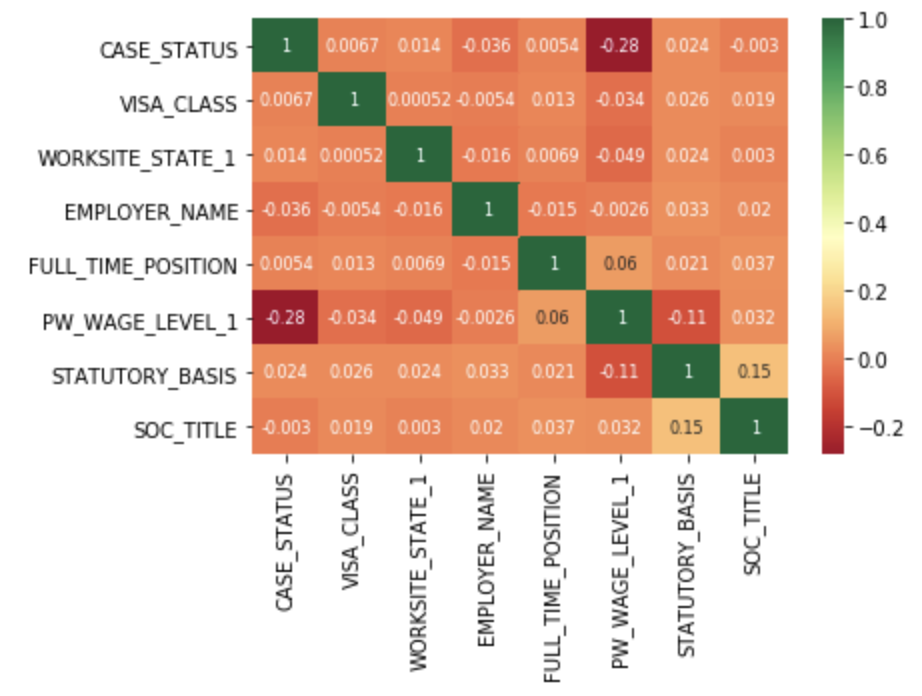 CASE_STATUS 1 0.0067 0.014 -0.036 0.0054 -0.28 0.024 -0.003
VISA_CLASS 0.0067 1 0.00052 -0.0054 0.013 -0.034 0.026 0.019
WORKSITE_STATE_1 0.014 0.00052 1 -0.016 0.0069 -0.049 0.024 0.003
EMPLOYER_NAME -0.036 -0.0054 -0.016 1 -0.015 -0.0026 0.033 0.02
FULL_TIME_POSITION 0.0054 0.013 0.0069 -0.015 1 0.06 0.021 0.037
PW_WAGE_LEVEL_1 -0.28 -0.034 -0.049 -0.0026 0.06 1 -0.11 0.032
STATUTORY_BASIS 0.024 0.026 0.024 0.033 0.021 -0.11 1 0.15
SOC_TITLE -0.003 0.019 0.003 0.02 0.037 0.032 0.15 1
CASE_STATUS
VISA_CLASS
WORKSITE_STATE_1
EMPLOYER_NAME
FULL_TIME_POSITION
PW_WAGE_LEVEL_1
STATUTORY_BASIS
SOC_TITLE
1.0
0.8
0.6
0.4
0.2
0.0
−0.2